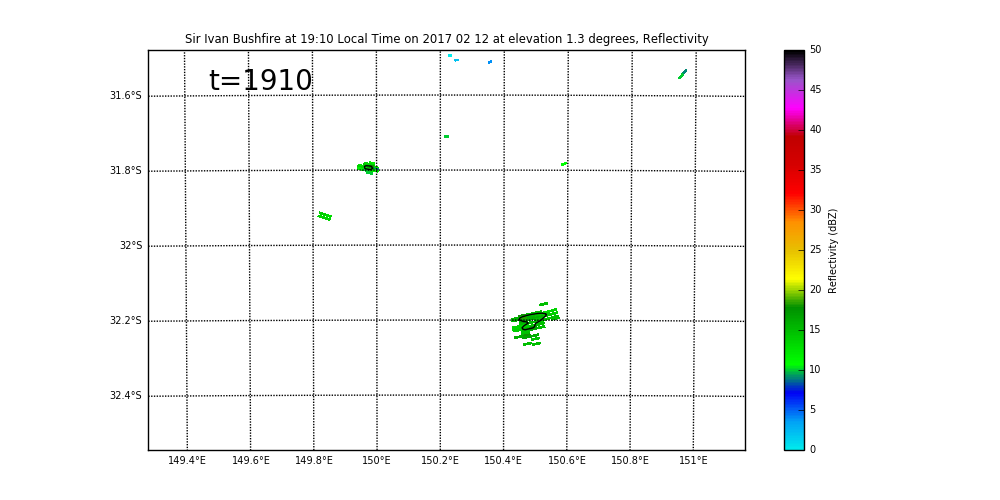 Sir Ivan Bushfire at 19:10 Local Time on 2017 02 12 at elevation 1.3 degrees, Reflectivity
t=1910
31.6°S
31.8°S
32°S
32.2°S
32.4°S
149.4°E 149.6°E 149.8°E 150°E 150.2°E 150.4°E 150.6°E 150.8°E 151°E
50
45
40
35
30
25
20
15
10
5
0
Reflectivity (dBZ)